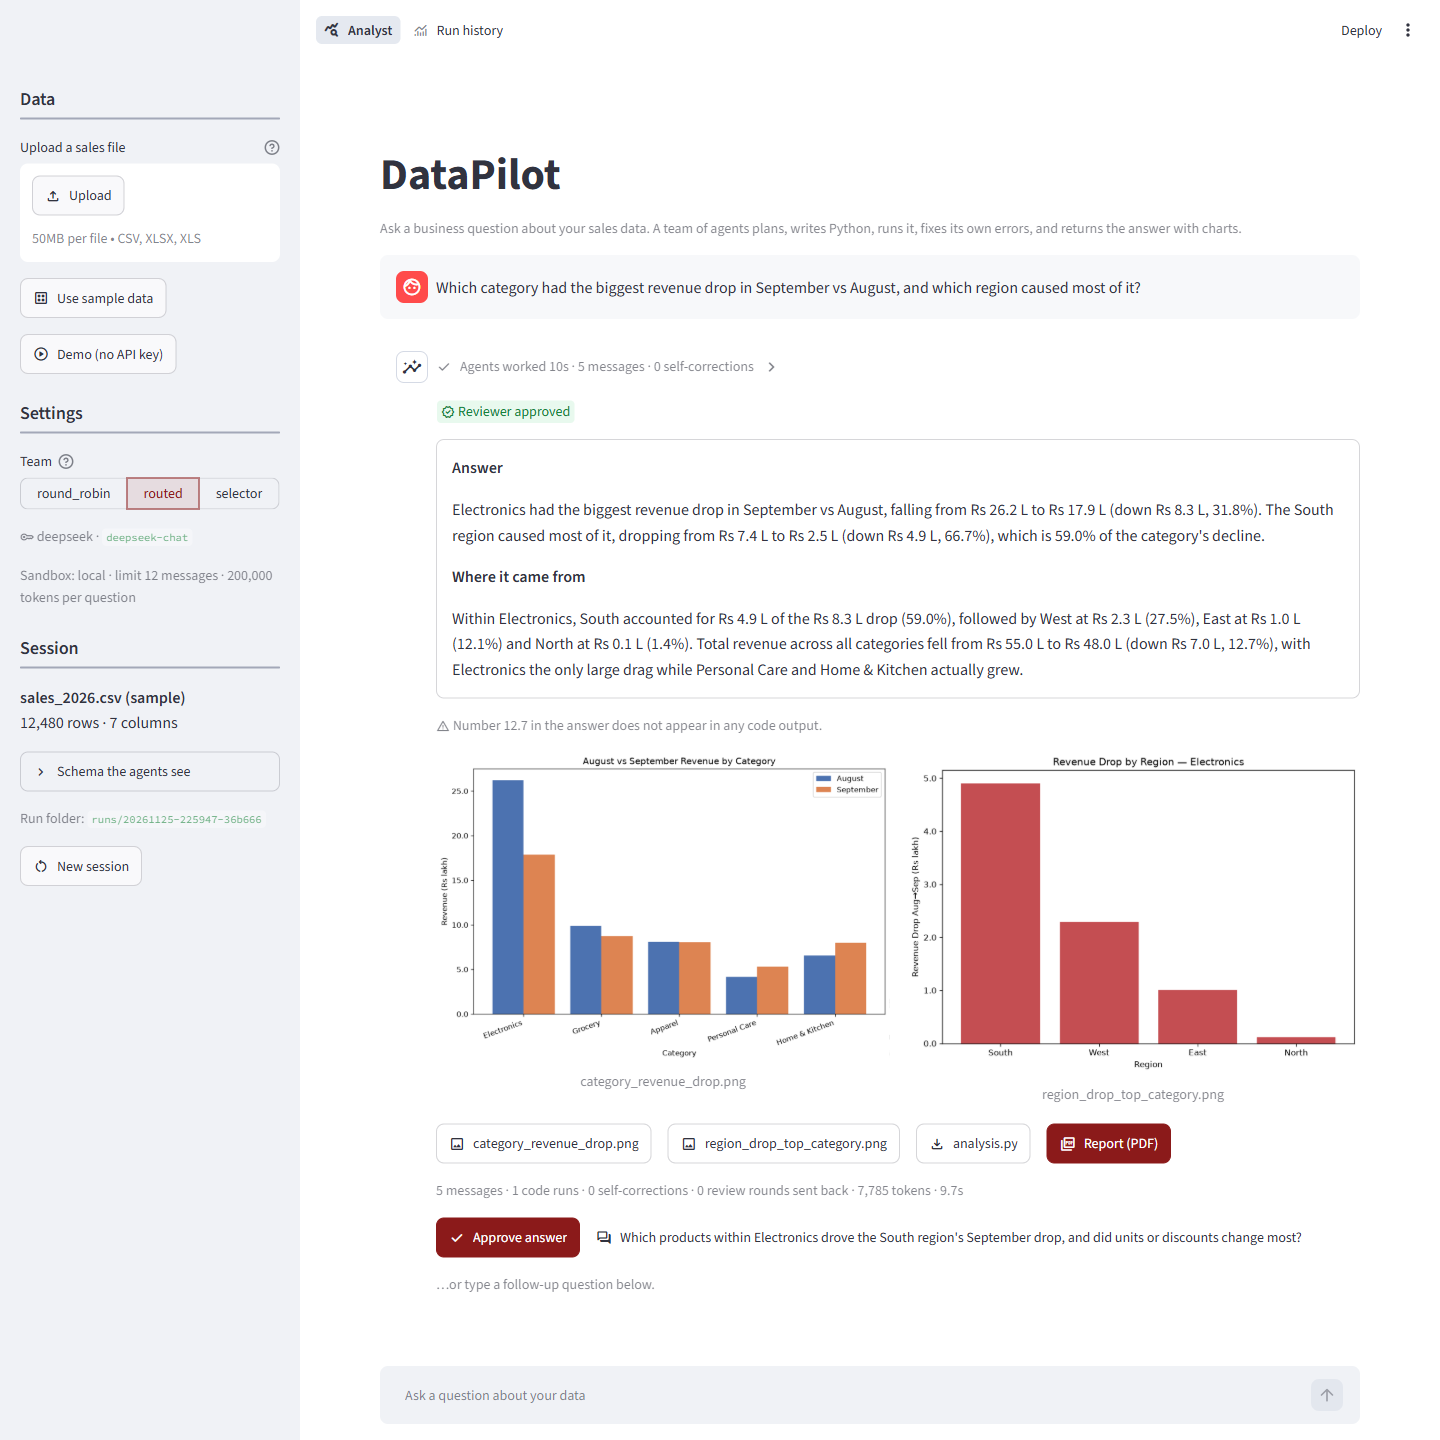 Analyst
Run history
Deploy
Data
Upload a sales file
Upload
50MB per file • CSV, XLSX, XLS
Use sample data
Demo (no API key)
Settings
Team
round_robin
routed
selector
deepseek · deepseek-chat
Sandbox: local · limit 12 messages · 200,000
tokens per question
Session
sales_2026.csv (sample)
12,480 rows · 7 columns
Schema the agents see
Run folder: runs/20261125-225947-36b666
New session
DataPilot
Ask a business question about your sales data. A team of agents plans, writes Python, runs it, fixes its own errors, and returns the answer with charts.
Which category had the biggest revenue drop in September vs August, and which region caused most of it?
Agents worked 10s · 5 messages · 0 self-corrections
Reviewer approved
Answer
Electronics had the biggest revenue drop in September vs August, falling from Rs 26.2 L to Rs 17.9 L (down Rs 8.3 L, 31.8%). The South
region caused most of it, dropping from Rs 7.4 L to Rs 2.5 L (down Rs 4.9 L, 66.7%), which is 59.0% of the category's decline.
Where it came from
Within Electronics, South accounted for Rs 4.9 L of the Rs 8.3 L drop (59.0%), followed by West at Rs 2.3 L (27.5%), East at Rs 1.0 L
(12.1%) and North at Rs 0.1 L (1.4%). Total revenue across all categories fell from Rs 55.0 L to Rs 48.0 L (down Rs 7.0 L, 12.7%), with
Electronics the only large drag while Personal Care and Home & Kitchen actually grew.
Number 12.7 in the answer does not appear in any code output.
August vs September Revenue by Category
August
September
25.0
20.0
15.0
10.0
5.0
0.0
Revenue (Rs lakh)
Electronics
Grocery
Apparel
Personal Care
Home & Kitchen
Category
category_revenue_drop.png
Revenue Drop by Region — Electronics
5.0
4.0
3.0
2.0
1.0
0.0
Revenue Drop Aug→Sep (Rs lakh)
South
West
East
North
Region
region_drop_top_category.png
category_revenue_drop.png
region_drop_top_category.png
analysis.py
Report (PDF)
5 messages · 1 code runs · 0 self-corrections · 0 review rounds sent back · 7,785 tokens · 9.7s
Approve answer
Which products within Electronics drove the South region's September drop, and did units or discounts change most?
…or type a follow-up question below.
Ask a question about your data